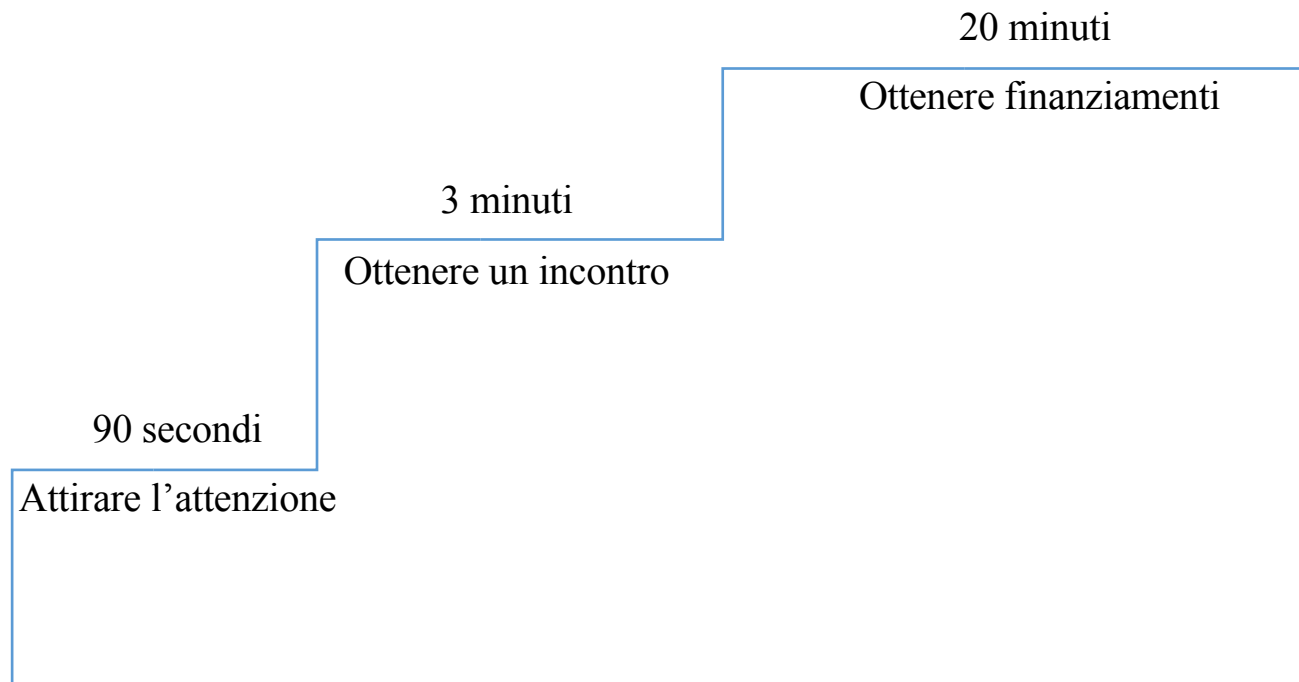 20 minuti
Ottenere finanziamenti
3 minuti
Ottenere un incontro
90 secondi
Attirare l’attenzione